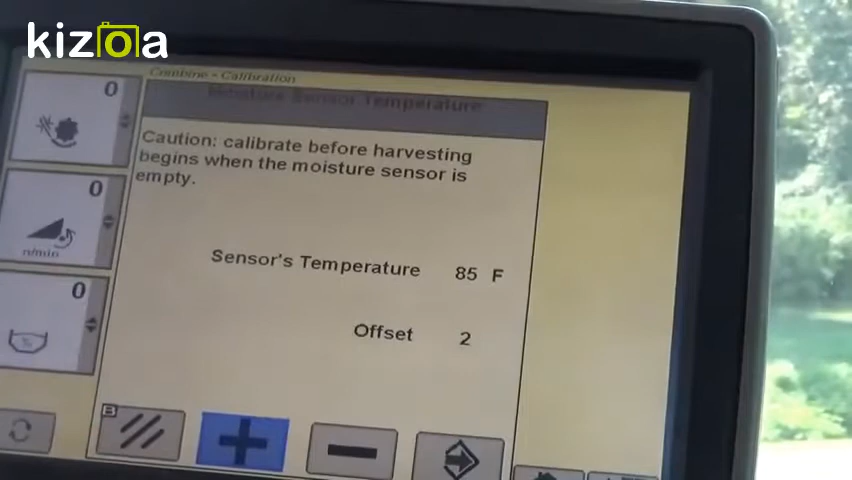 kizoa
Combine - Calibration
Moisture Sensor Temperature
0
Caution: calibrate before harvesting
begins when the moisture sensor is
empty.
0
n/min
Sensor's Temperature 85 F
0
Offset 2
%
B